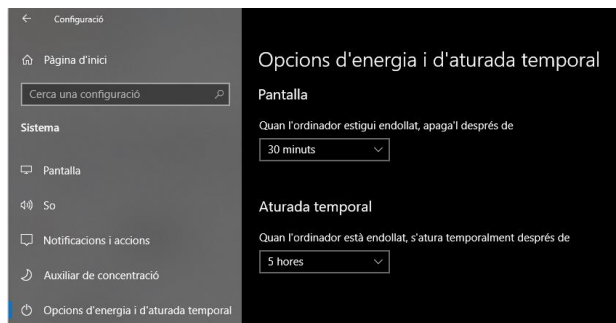 Configuració
Pàgina d'inici
Cerca una configuració
Sistema
Pantalla
So
Notificacions i accions
Auxiliar de concentració
Opcions d'energia i d'aturada temporal
Opcions d'energia i d'aturada temporal
Pantalla
Quan l'ordinador estigui endollat, apaga'l després de
30 minuts
Aturada temporal
Quan l'ordinador està endollat, s'atura temporalment després de
5 hores